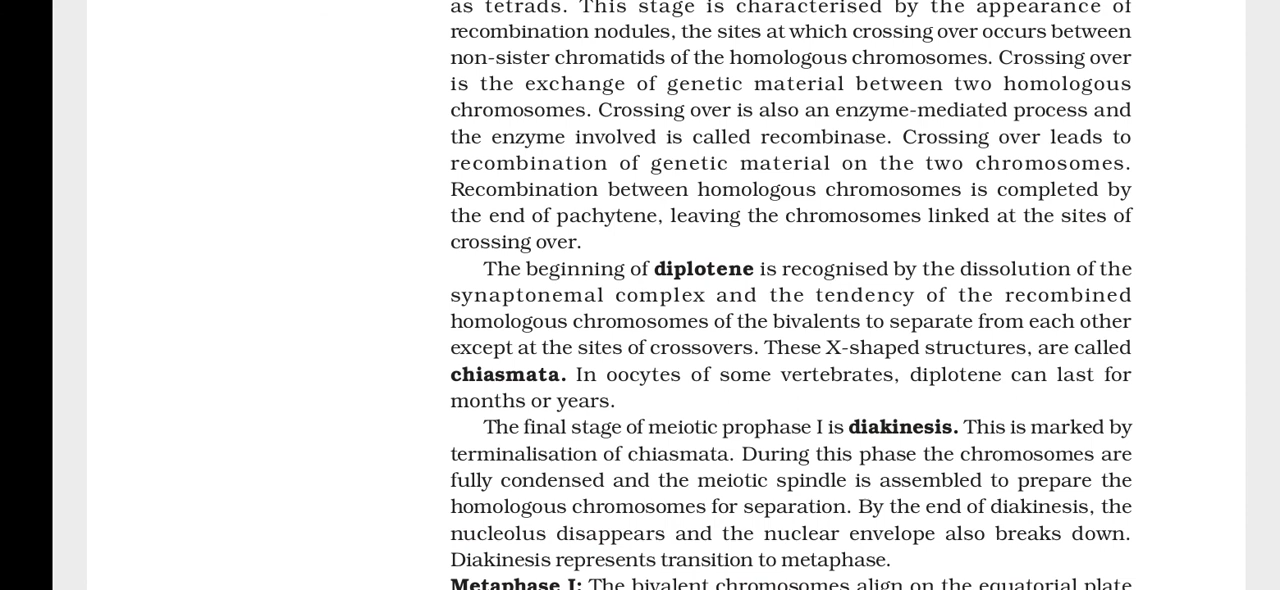 as tetrads. This stage is characterised by the appearance of
recombination nodules, the sites at which crossing over occurs between
non-sister chromatids of the homologous chromosomes. Crossing over
is the exchange of genetic material between two homologous
chromosomes. Crossing over is also an enzyme-mediated process and
the enzyme involved is called recombinase. Crossing over leads to
recombination of genetic material on the two chromosomes.
Recombination between homologous chromosomes is completed by
the end of pachytene, leaving the chromosomes linked at the sites of
crossing over.
The beginning of diplotene is recognised by the dissolution of the
synaptonemal complex and the tendency of the recombined
homologous chromosomes of the bivalents to separate from each other
except at the sites of crossovers. These X-shaped structures, are called
chiasmata. In oocytes of some vertebrates, diplotene can last for
months or years.
The final stage of meiotic prophase I is diakinesis. This is marked by
terminalisation of chiasmata. During this phase the chromosomes are
fully condensed and the meiotic spindle is assembled to prepare the
homologous chromosomes for separation. By the end of diakinesis, the
nucleolus disappears and the nuclear envelope also breaks down.
Diakinesis represents transition to metaphase.
Metaphase I: The bivalent chromosomes align on the equatorial plate